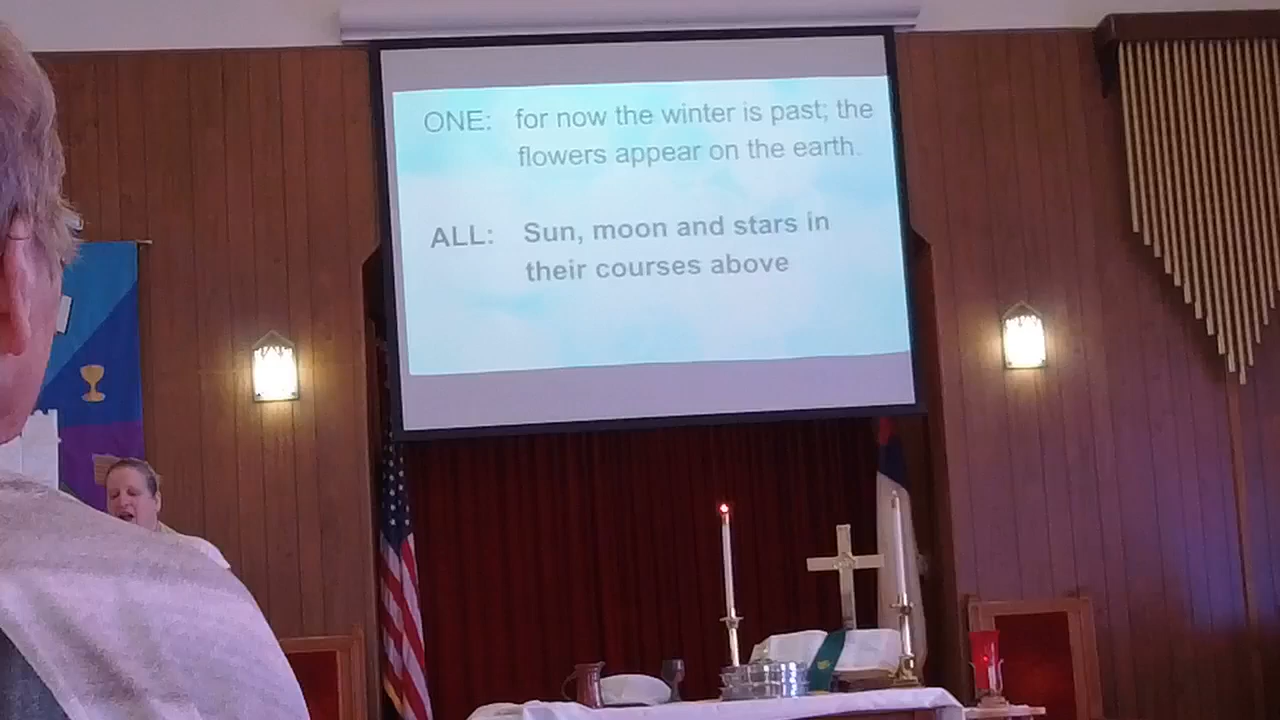 ONE: for now the winter is past; the
flowers appear on the earth.
ALL: Sun, moon and stars in
their courses above